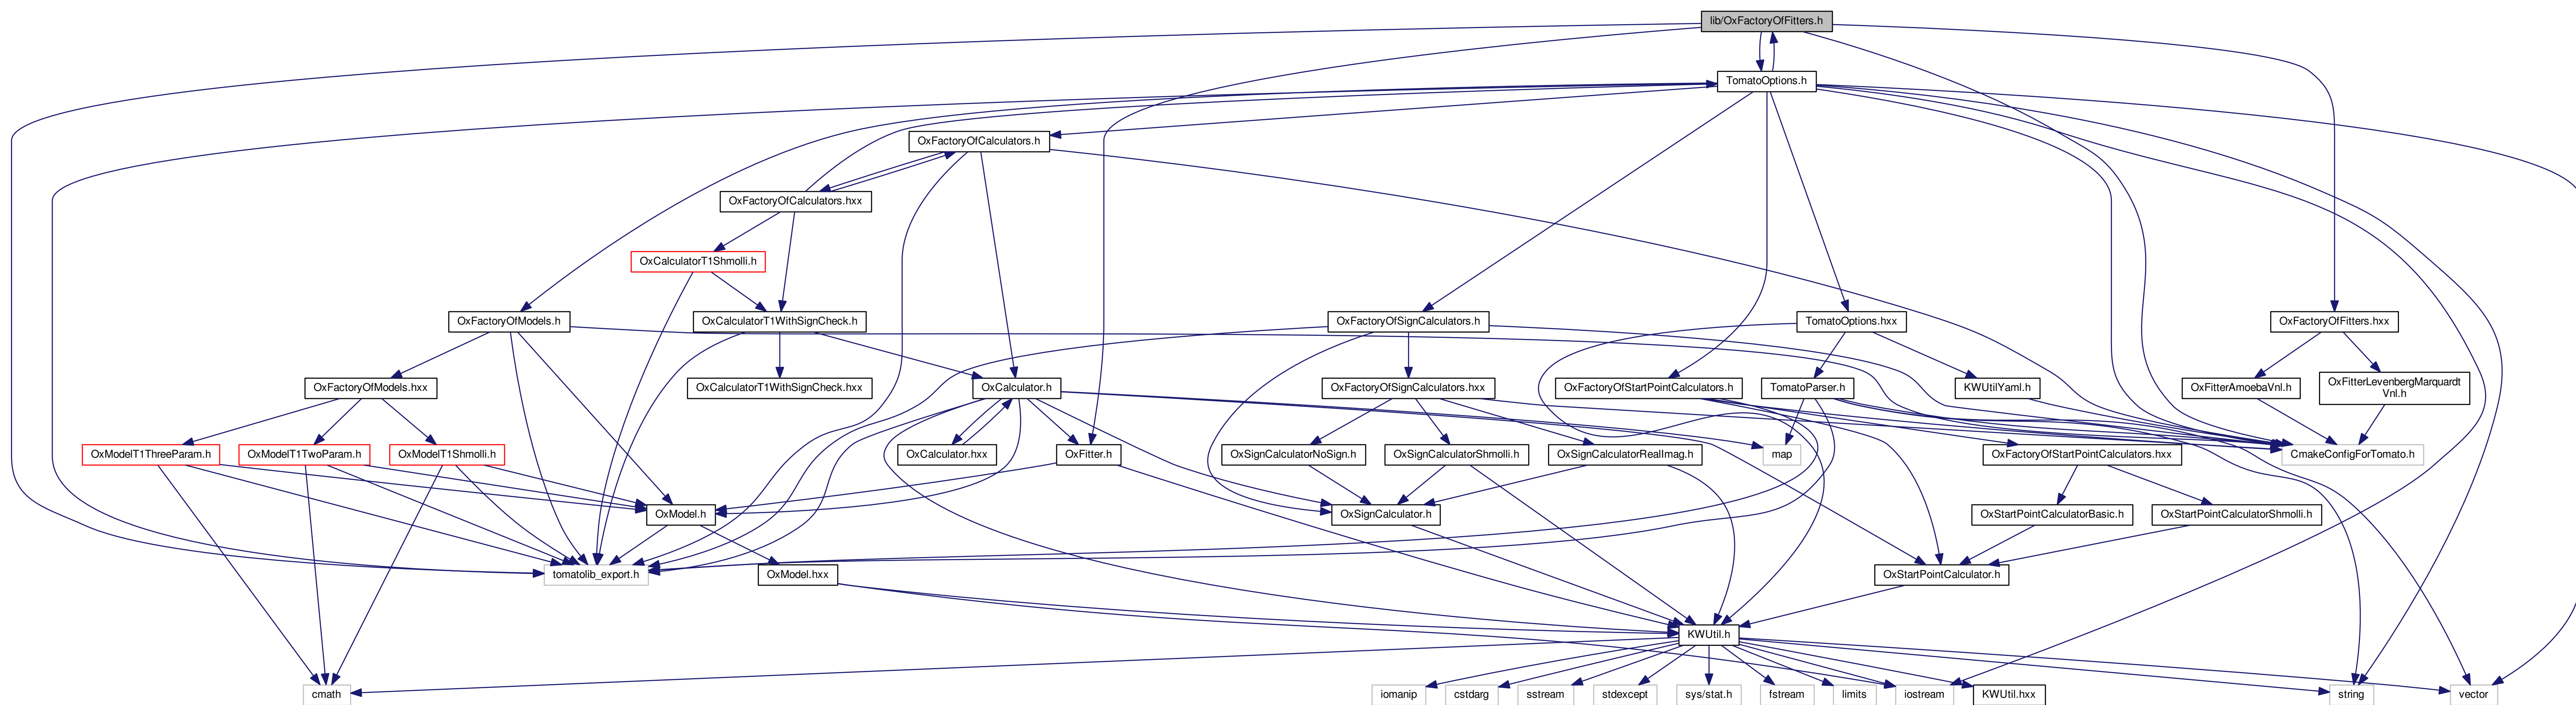 lib/OxFactoryOfFitters.h
TomatoOptions.h
OxFactoryOfCalculators.h
OxFactoryOfCalculators.hxx
OxCalculatorT1Shmolli.h
OxFactoryOfModels.h
OxCalculatorT1WithSignCheck.h
OxFactoryOfSignCalculators.h
TomatoOptions.hxx
OxFactoryOfFitters.hxx
OxFactoryOfModels.hxx
OxCalculatorT1WithSignCheck.hxx
OxCalculator.h
OxFactoryOfSignCalculators.hxx
OxFactoryOfStartPointCalculators.h
TomatoParser.h
KWUtilYaml.h
OxFitterAmoebaVnl.h
OxFitterLevenbergMarquardt
Vnl.h
OxModelT1ThreeParam.h
OxModelT1TwoParam.h
OxModelT1Shmolli.h
OxCalculator.hxx
OxFitter.h
OxSignCalculatorNoSign.h
OxSignCalculatorShmolli.h
OxSignCalculatorRealImag.h
map
OxFactoryOfStartPointCalculators.hxx
CmakeConfigForTomato.h
OxModel.h
OxSignCalculator.h
OxStartPointCalculatorBasic.h
OxStartPointCalculatorShmolli.h
tomatolib_export.h
OxModel.hxx
OxStartPointCalculator.h
KWUtil.h
cmath
iomanip
cstdarg
sstream
stdexcept
sys/stat.h
fstream
limits
iostream
KWUtil.hxx
string
vector